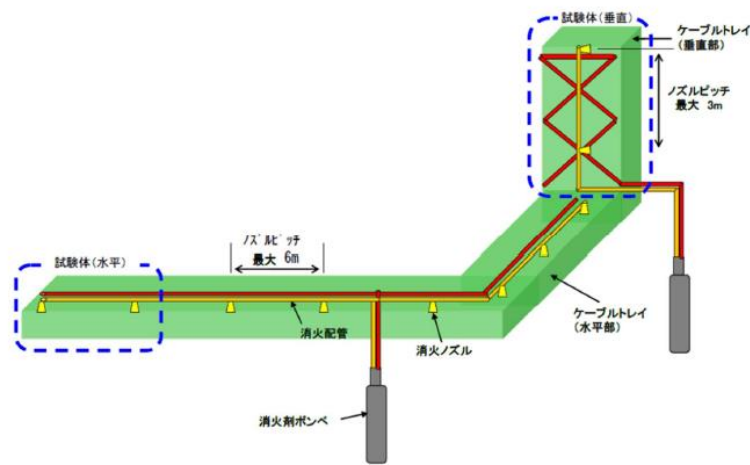 試験体(垂直)
ケーブルトレイ
(垂直部)
ノズルピッチ
最大 3m
ノズルピッチ
最大 6m
試験体(水平)
消火配管
消火ノズル
ケーブルトレイ
(水平部)
消火剤ボンベ